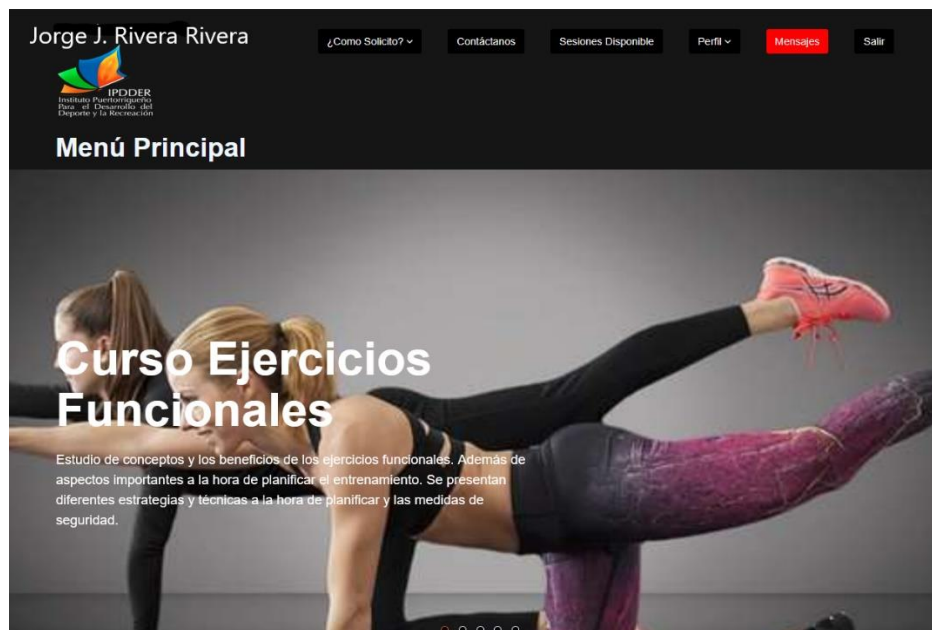 Jorge J. Rivera Rivera
¿Como Solicito?
Contáctanos
Sesiones Disponible
Perfil
Mensajes
Salir
IPDDER
Instituto Puertorriqueño
Para el Desarrollo del
Deporte y la Recreación
Menú Principal
Curso Ejercicios
Funcionales
Estudio de conceptos y los beneficios de los ejercicios funcionales. Además de
aspectos importantes a la hora de planificar el entrenamiento. Se presentan
diferentes estrategias y técnicas a la hora de planificar y las medidas de
seguridad.